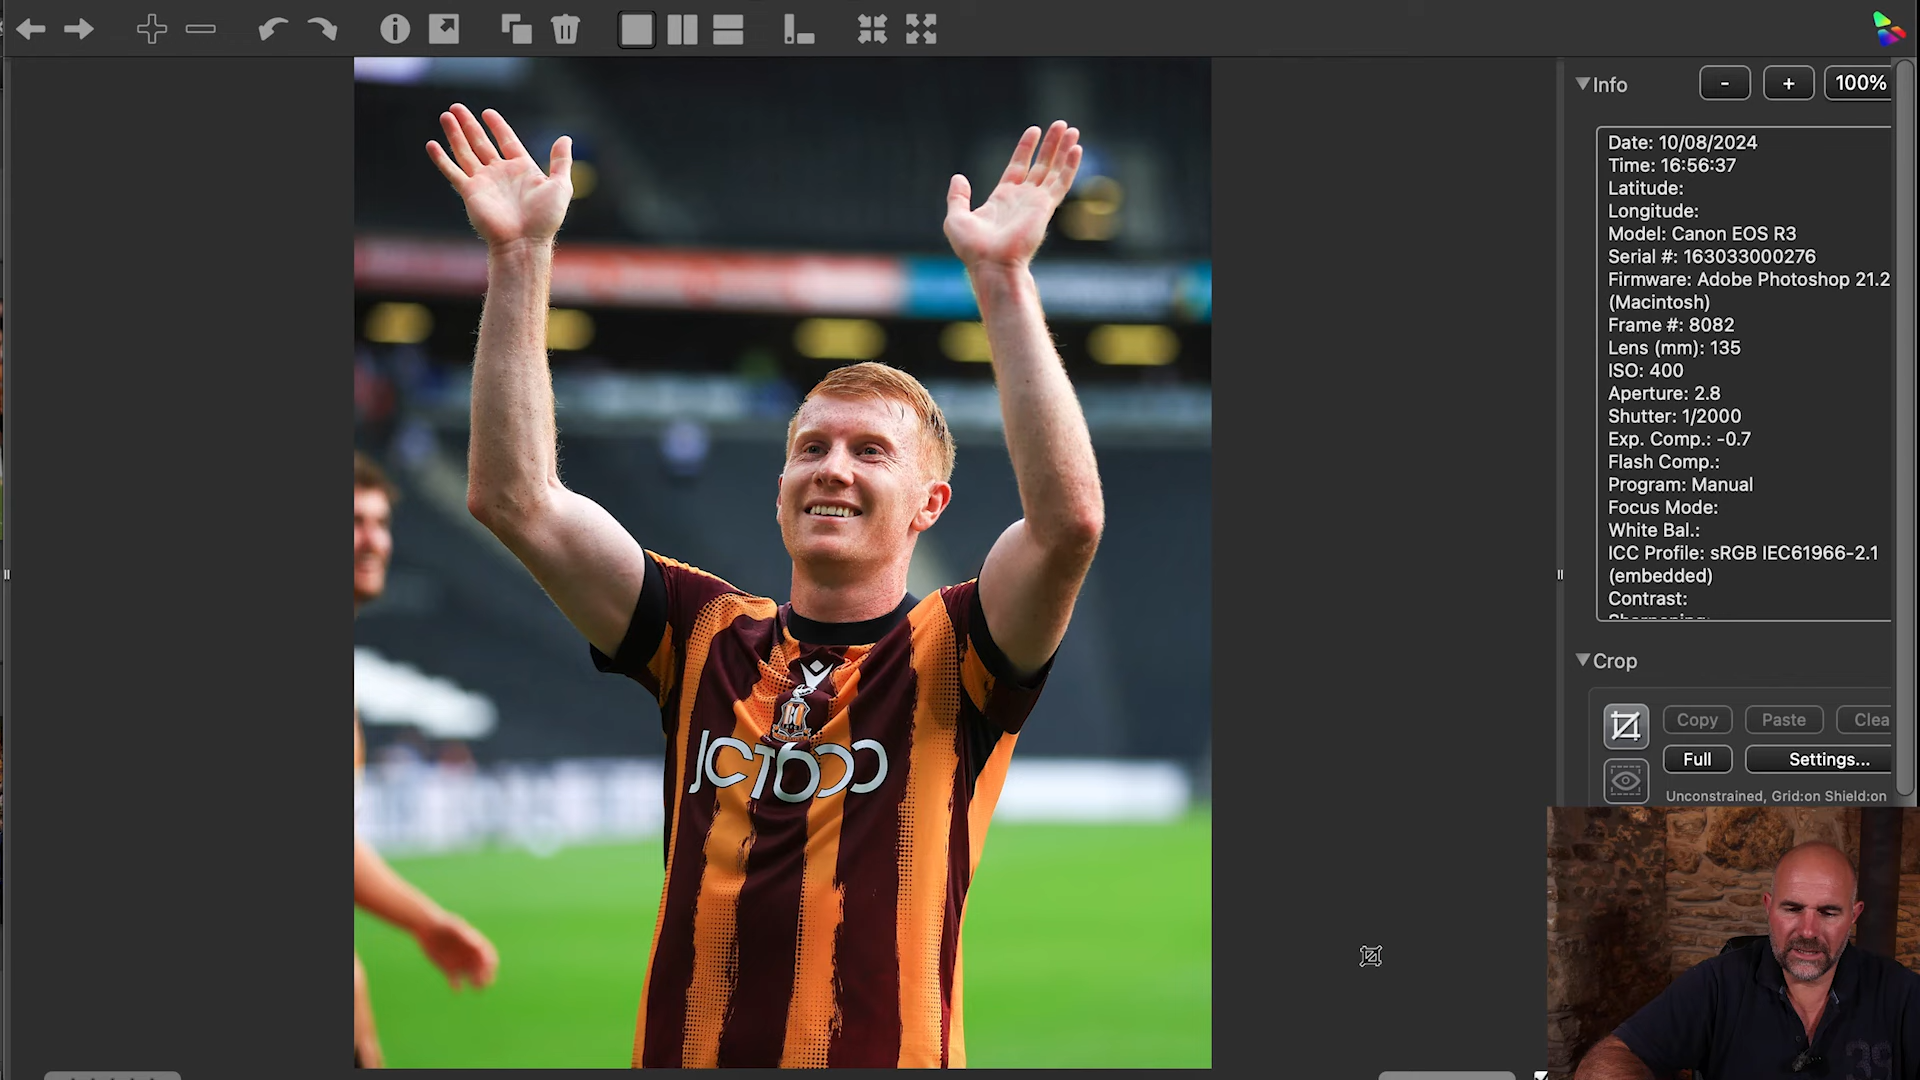 Info
-
+
100%
Date: 10/08/2024
Time: 16:56:37
Latitude:
Longitude:
Model: Canon EOS R3
Serial #: 163033000276
Firmware: Adobe Photoshop 21.2
(Macintosh)
Frame #: 8082
Lens (mm): 135
ISO: 400
Aperture: 2.8
Shutter: 1/2000
Exp. Comp.: -0.7
Flash Comp.:
Program: Manual
Focus Mode:
White Bal.:
ICC Profile: sRGB IEC61966-2.1
(embedded)
Contrast:
Crop
Copy
Paste
Clea
Full
Settings...
Unconstrained, Grid:on Shield:on
JCT600